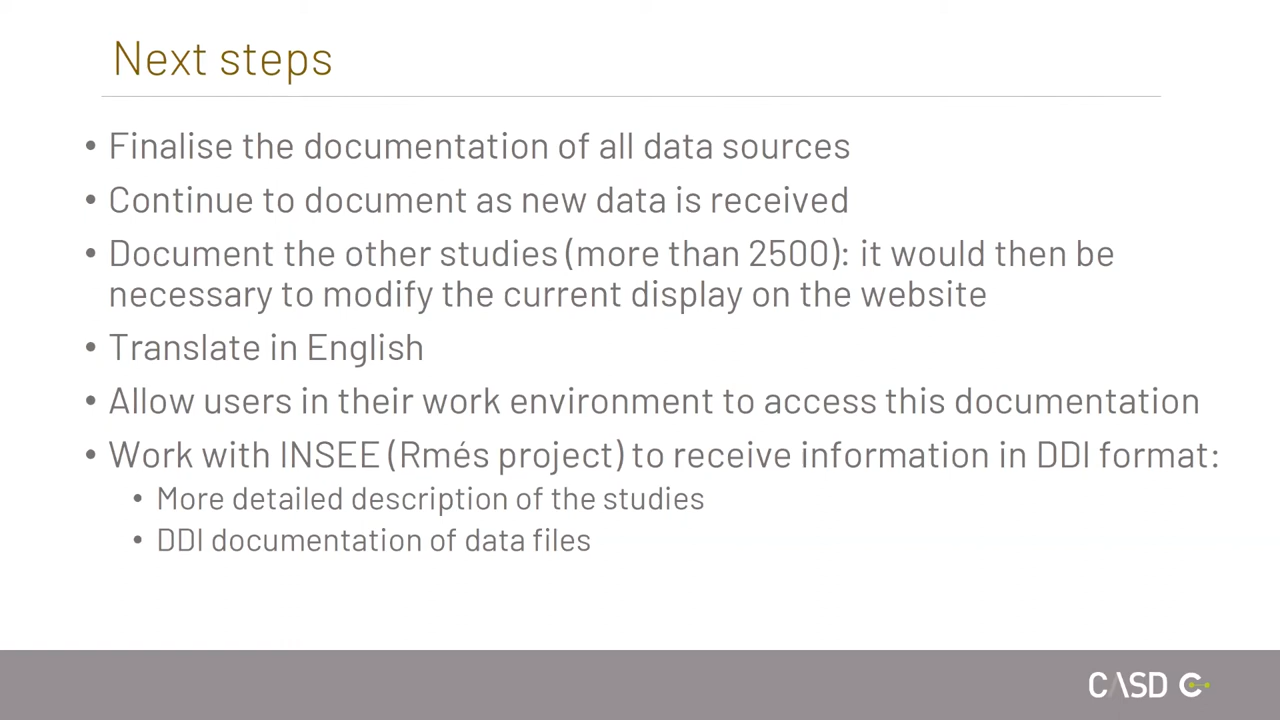 Next steps
• Finalise the documentation of all data sources
• Continue to document as new data is received
• Document the other studies (more than 2500): it would then be
necessary to modify the current display on the website
• Translate in English
• Allow users in their work environment to access this documentation
• Work with INSEE (Rmés project) to receive information in DDI format:
• More detailed description of the studies
• DDI documentation of data files
CASD